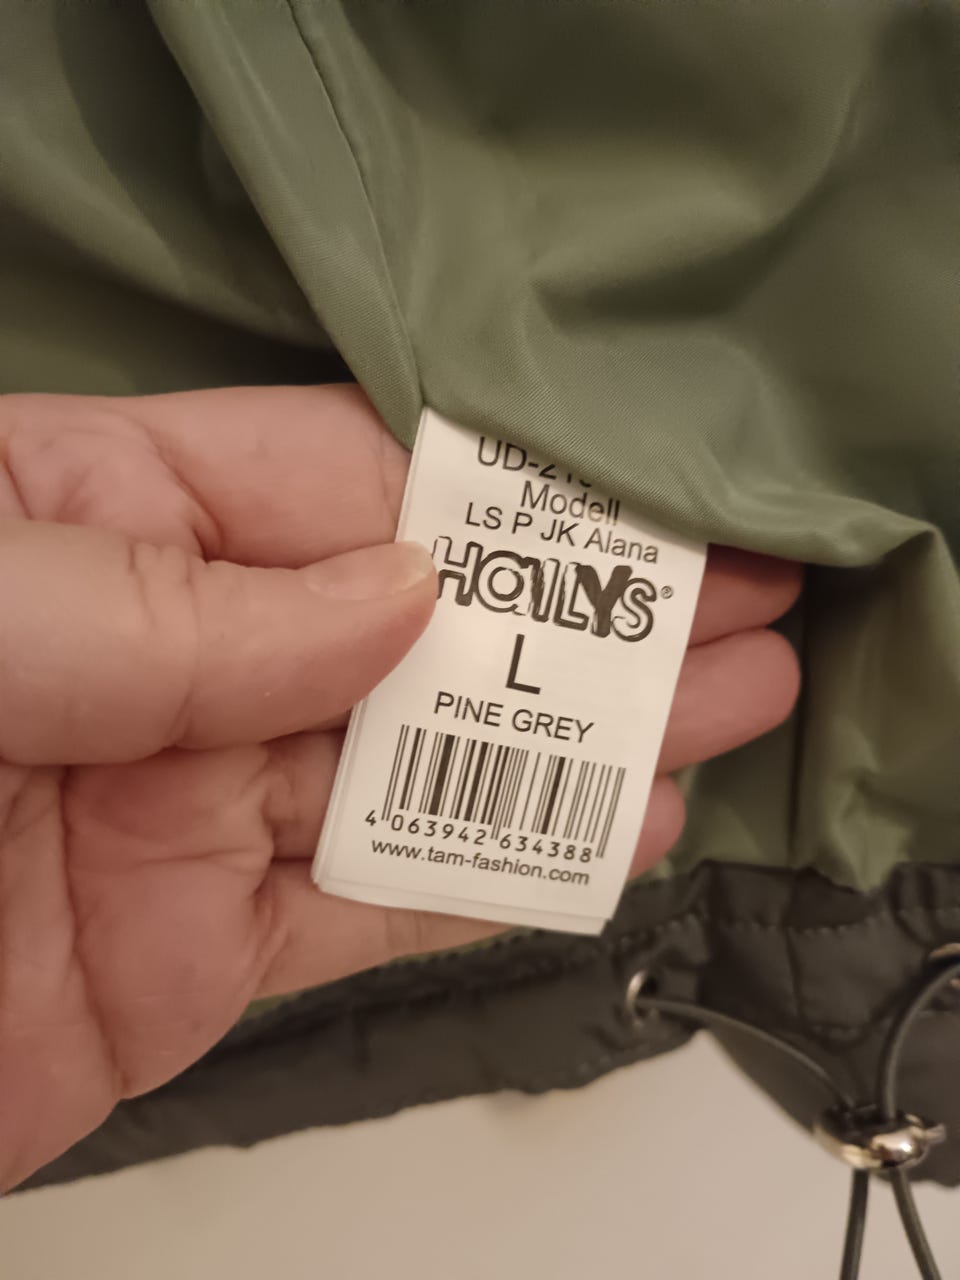 Modell
LS P JK Alana
HaiLYS®
L
PINE GREY
4 063942 634388
www.tam-fashion.com